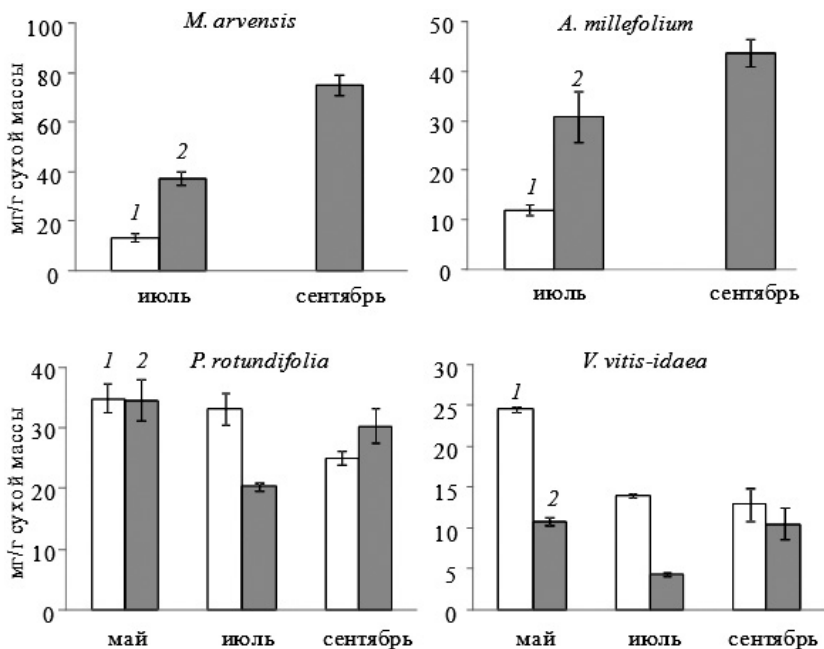 M. arvensis
мг/г сухой массы
100
80
60
40
20
0
1
2
июль
сентябрь
A. millefolium
50
40
30
20
10
0
1
2
июль
сентябрь
P. rotundifolia
мг/г сухой массы
40
30
20
10
0
1
2
май
июль
сентябрь
V. vitis-idaea
30
25
20
15
10
5
0
1
2
май
июль
сентябрь